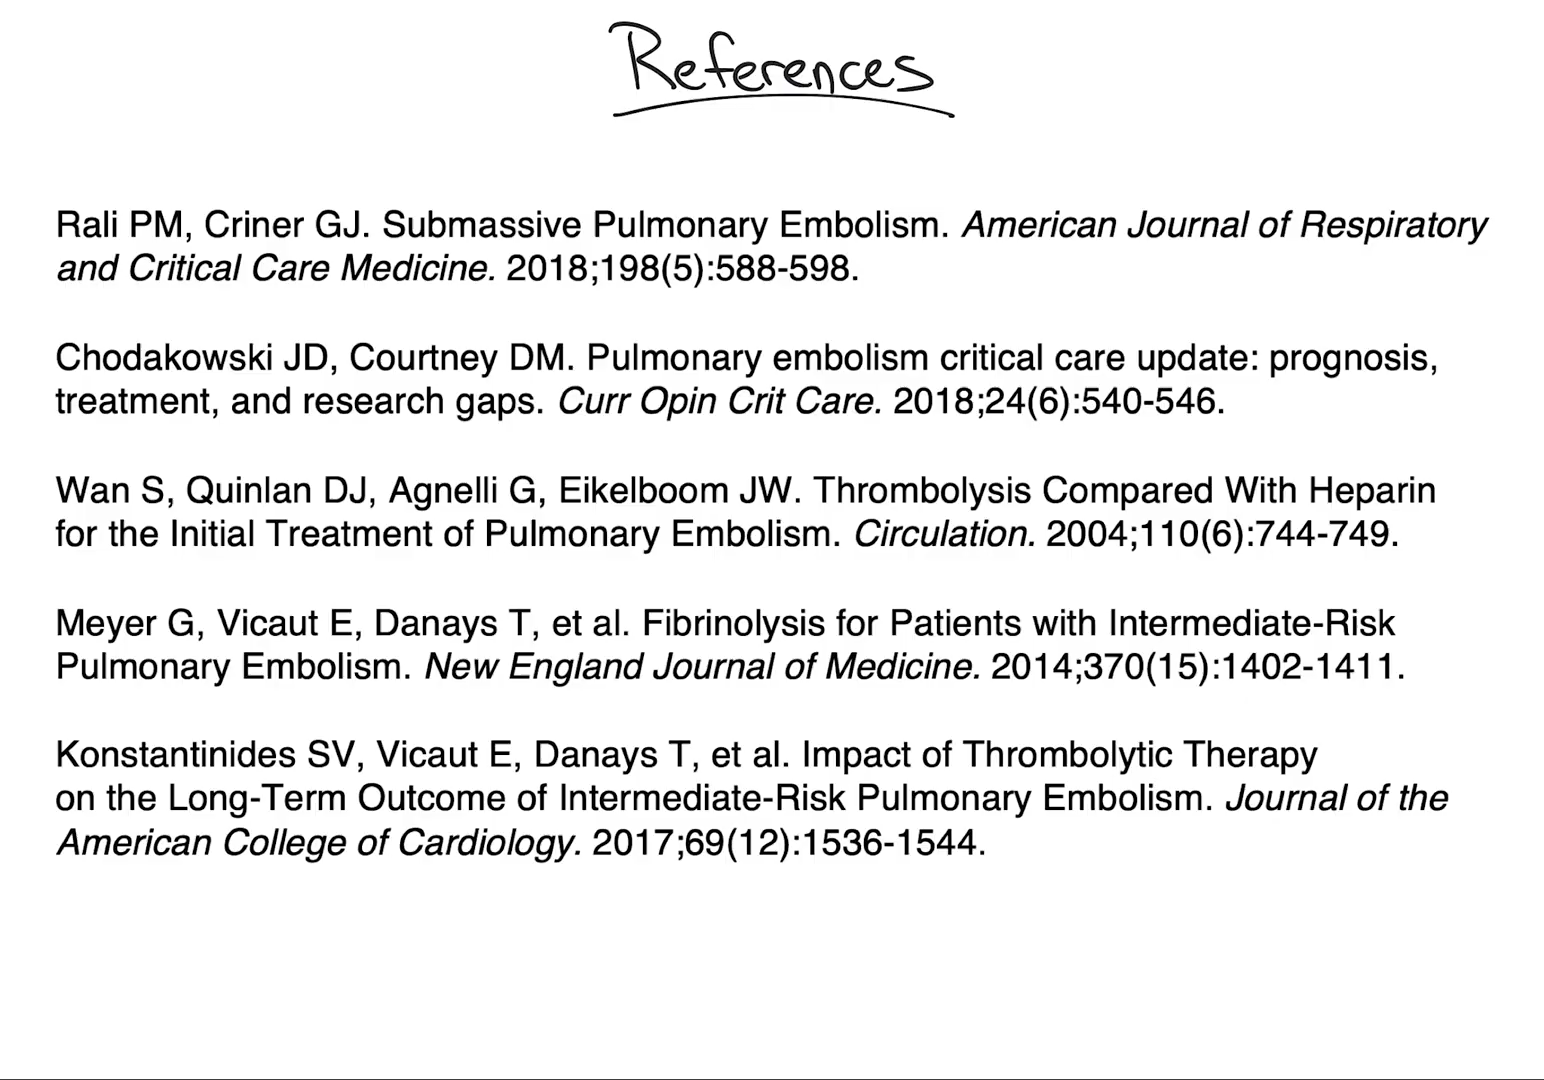 References
Rali PM, Criner GJ. Submassive Pulmonary Embolism. American Journal of Respiratory
and Critical Care Medicine. 2018;198(5):588-598.
Chodakowski JD, Courtney DM. Pulmonary embolism critical care update: prognosis,
treatment, and research gaps. Curr Opin Crit Care. 2018;24(6):540-546.
Wan S, Quinlan DJ, Agnelli G, Eikelboom JW. Thrombolysis Compared With Heparin
for the Initial Treatment of Pulmonary Embolism. Circulation. 2004;110(6):744-749.
Meyer G, Vicaut E, Danays T, et al. Fibrinolysis for Patients with Intermediate-Risk
Pulmonary Embolism. New England Journal of Medicine. 2014;370(15):1402-1411.
Konstantinides SV, Vicaut E, Danays T, et al. Impact of Thrombolytic Therapy
on the Long-Term Outcome of Intermediate-Risk Pulmonary Embolism. Journal of the
American College of Cardiology. 2017;69(12):1536-1544.